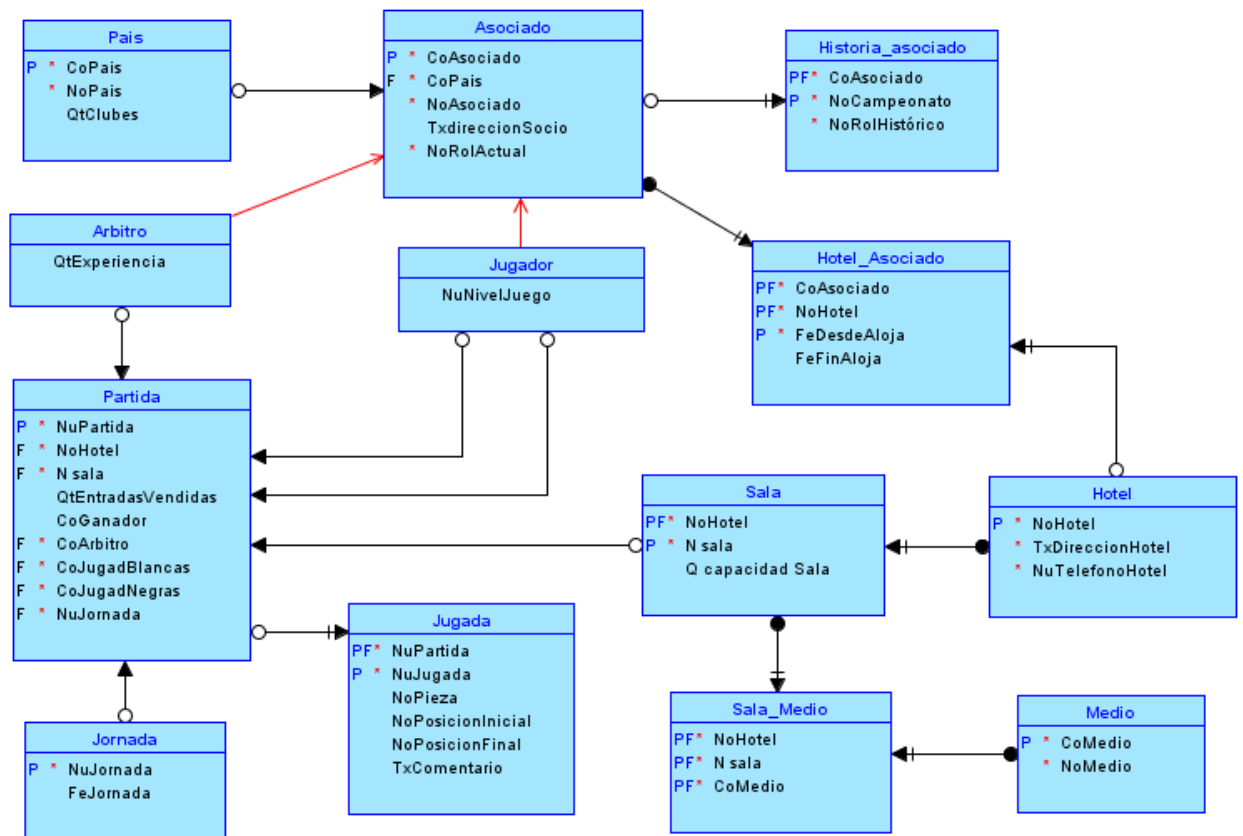 Pais
P * CoPais
* NoPais
QtClubes
Asociado
P * CoAsociado
F * CoPais
* NoAsociado
TxdireccionSocio
* NoRolActual
Historia_asociado
PF* CoAsociado
P * NoCampeonato
* NoRolHistórico
Arbitro
QtExperiencia
Jugador
NuNivelJuego
Hotel_Asociado
PF* CoAsociado
PF* NoHotel
P * FeDesdeAloja
FeFinAloja
Partida
P * NuPartida
F * NoHotel
F * N sala
QtEntradasVendidas
CoGanador
F * CoArbitro
F * CoJugadBlancas
F * CoJugadNegras
F * NuJornada
Sala
PF* NoHotel
P * N sala
Q capacidad Sala
Hotel
P * NoHotel
* TxDireccionHotel
* NuTelefonoHotel
Jugada
PF* NuPartida
P * NuJugada
NoPieza
NoPosicionInicial
NoPosicionFinal
TxComentario
Jornada
P * NuJornada
FeJornada
Sala_Medio
PF* NoHotel
PF* N sala
PF* CoMedio
Medio
P * CoMedio
* NoMedio